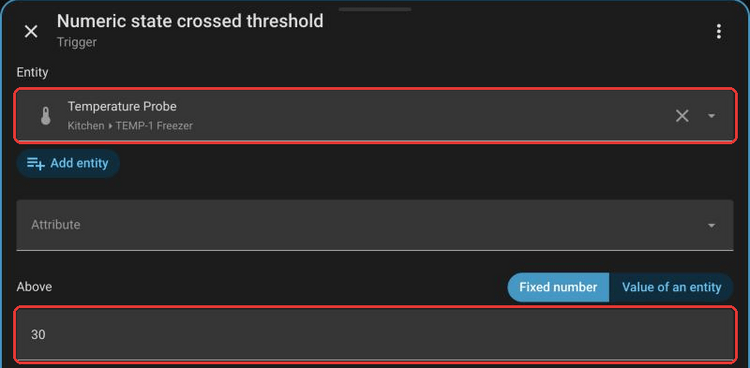 Numeric state crossed threshold
Trigger
Entity
Temperature Probe
Kitchen ▸ TEMP-1 Freezer
Add entity
Attribute
Above
Fixed number
Value of an entity
30